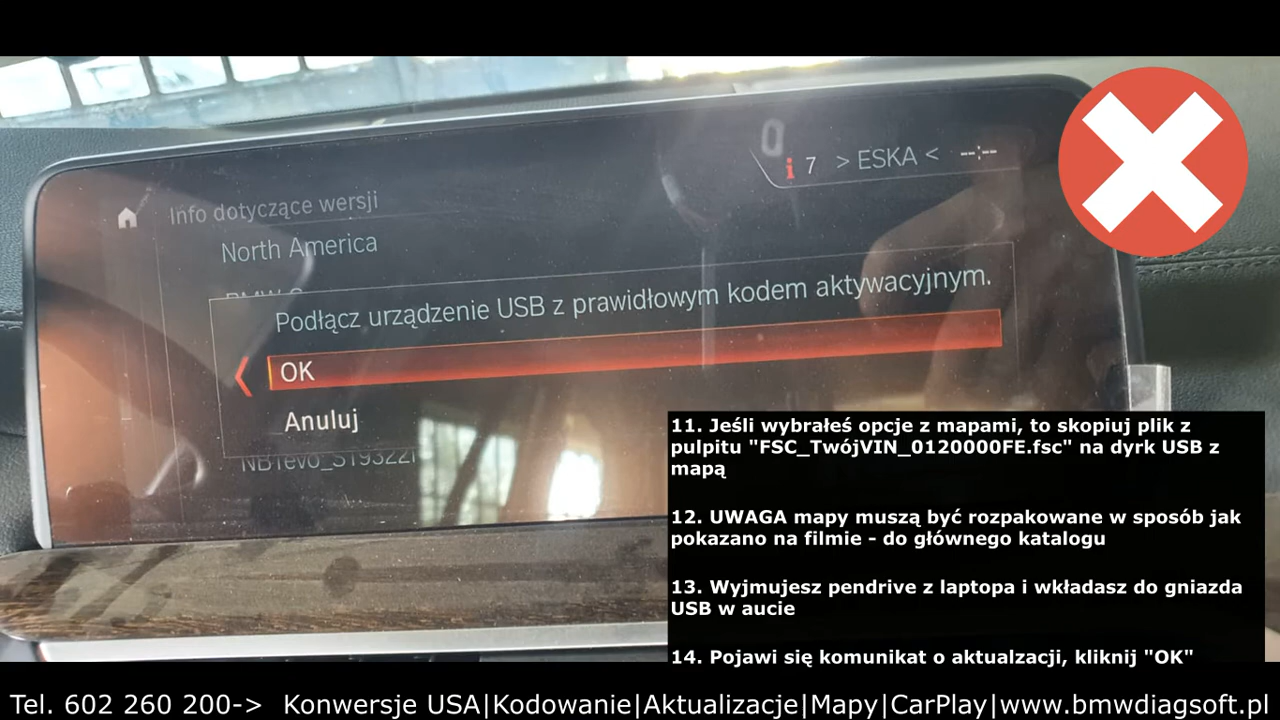 7 > ESKA < --:--
Info dotyczące wersji
North America
Podłącz urządzenie USB z prawidłowym kodem aktywacyjnym.
OK
Anuluj
11. Jeśli wybrałeś opcje z mapami, to skopiuj plik z
pulpitu "FSC_TwójVIN_0120000FE.fsc" na dyrk USB z
mapą
12. UWAGA mapy muszą być rozpakowane w sposób jak
pokazano na filmie - do głównego katalogu
13. Wyjmujesz pendrive z laptopa i wkładasz do gniazda
USB w aucie
14. Pojawi się komunikat o aktualzacji, kliknij "OK"
Tel. 602 260 200-> Konwersje USA|Kodowanie|Aktualizacje|Mapy|CarPlay|www.bmwdiagsoft.pl